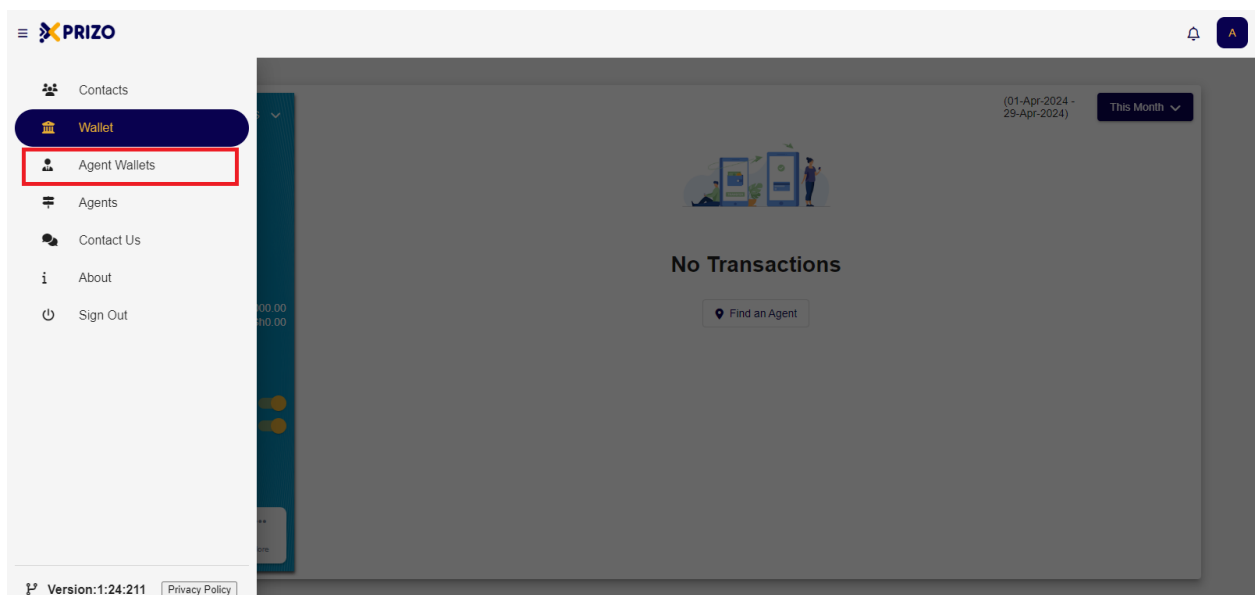 PRIZO
A
Contacts
Wallet
Agent Wallets
Agents
Contact Us
About
Sign Out
Version:1:24:211
Privacy Policy
(01-Apr-2024 -
29-Apr-2024)
This Month
No Transactions
Find an Agent